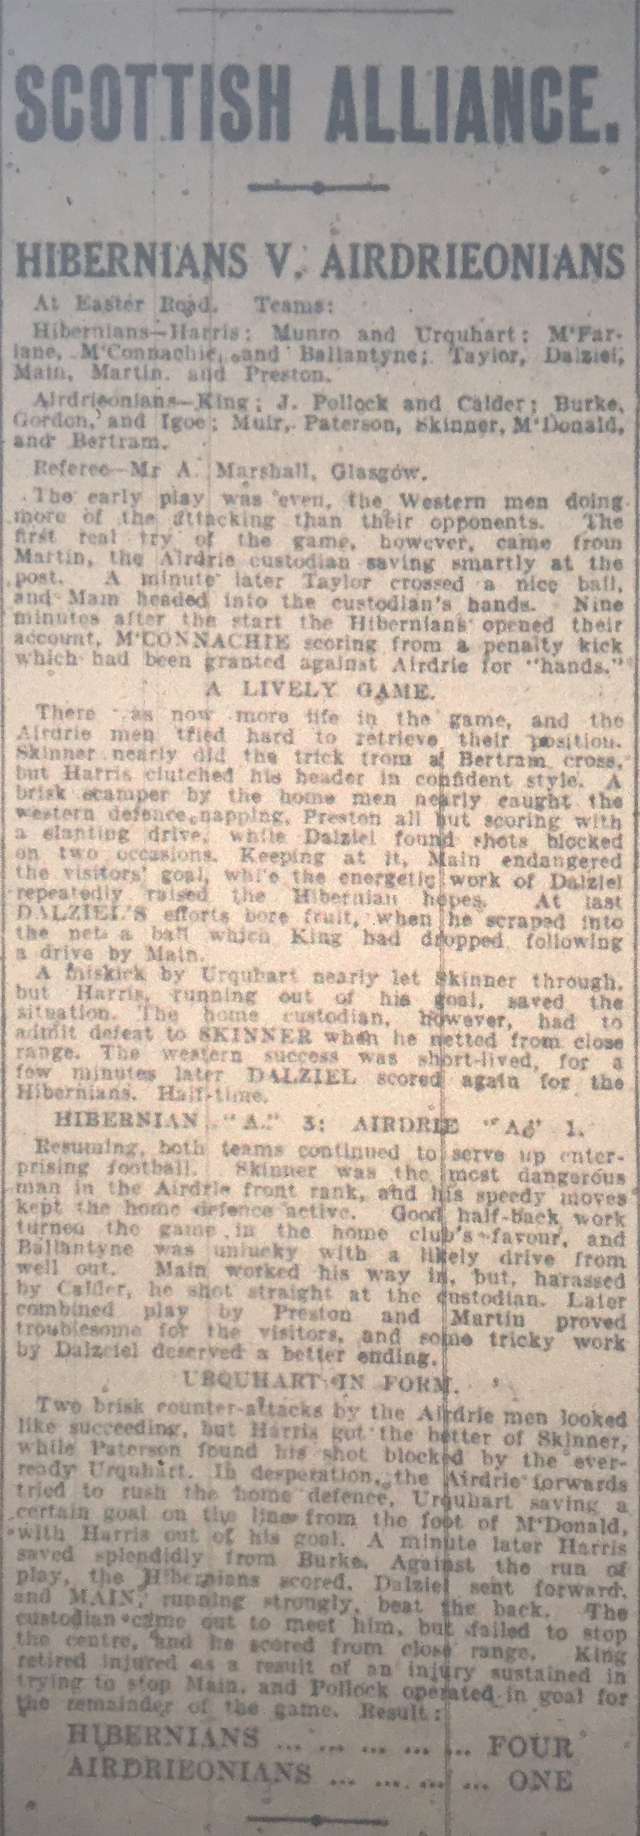 SCOTTISH ALLIANCE.
HIBERNIANS V. AIRDRIEONIANS
At Easter Road. Teams:
Hibernians—Harris; Munro and Urquhart; M'Far-
lane, M'Connachie, and Ballantyne; Taylor, Dalziel,
Main, Martin, and Preston.
Airdrieonians—King; J. Pollock and Calder; Burke,
Gordon, and Igoe; Muir, Paterson, Skinner, M'Donald,
and Bertram.
Referee—Mr A. Marshall, Glasgow.
The early play was even, the Western men doing
more of the attacking than their opponents. The
first real try of the game, however, came from
Martin, the Airdrie custodian saving smartly at the
post. A minute later Taylor crossed a nice ball,
and Main headed into the custodian's hands. Nine
minutes after the start the Hibernians opened their
account, M'CONNACHIE scoring from a penalty kick
which had been granted against Airdrie for "hands."
A LIVELY GAME.
There as now more life in the game, and the
Airdrie men tried hard to retrieve their position.
Skinner nearly did the trick from a Bertram cross,
but Harris clutched his header in confident style. A
brisk scamper by the home men nearly caught the
western defence napping, Preston all but scoring with
a slanting drive, while Dalziel found shots blocked
on two occasions. Keeping at it, Main endangered
the visitors' goal, while the energetic work of Dalziel
repeatedly raised the Hibernian hopes. At last
DALZIEL'S efforts bore fruit, when he scraped into
the net a ball which King had dropped following
a drive by Main.
A miskick by Urquhart nearly let Skinner through,
but Harris, running out of his goal, saved the
situation. The home custodian, however, had to
admit defeat to SKINNER when he netted from close
range. The western success was short-lived, for a
few minutes later DALZIEL scored again for the
Hibernians. Half-time.
HIBERNIAN "A." 3; AIRDRIE "A" 1.
Resuming, both teams continued to serve up enter-
prising football. Skinner was the most dangerous
man in the Airdrie front rank, and his speedy moves
kept the home defence active. Good half-back work
turned the game in the home club's favour, and
Ballantyne was unlucky with a likely drive from
well out. Main worked his way in, but, harassed
by Calder, he shot straight at the custodian. Later
combined play by Preston and Martin proved
troublesome for the visitors, and some tricky work
by Dalzeiel deserved a better ending.
URQUHART IN FORM.
Two brisk counter-attacks by the Airdrie men looked
like succeeding, but Harris got the better of Skinner,
while Paterson found his shot blocked by the ever-
ready Urquhart. In desperation, the Airdrie forwards
tried to rush the home defence, Urquhart saving a
certain goal on the line from the foot of M'Donald,
with Harris out of his goal. A minute later Harris
saved splendidly from Burke. Against the run of
play, the Hibernians scored. Dalziel sent forward,
and MAIN, running strongly, beat the back. The
custodian came out to meet him, but failed to stop
the centre, and he scored from close range. King
retired injured as a result of an injury sustained in
trying to stop Main, and Pollock operated in goal for
the remainder of the game. Result:
HIBERNIANS ... ... ... ... ... FOUR
AIRDRIEONIANS ... ... ... ... ONE